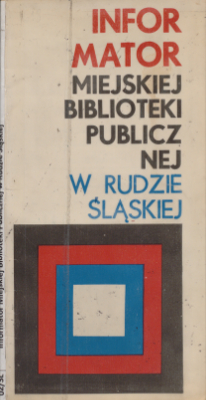 INFOR
MATOR
MIEJSKIEJ
BIBLIOTEKI
PUBLICZ
NEJ
W RUDZIE
ŚLĄSKIEJ